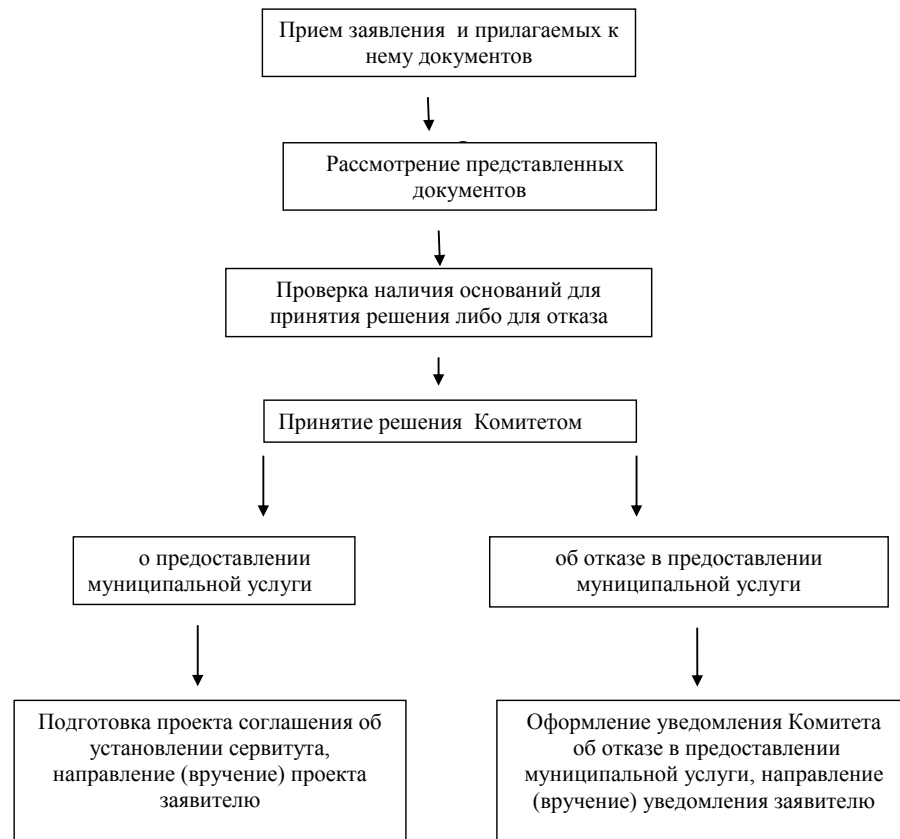 Прием заявления и прилагаемых к
нему документов
Рассмотрение представленных
документов
Проверка наличия оснований для
принятия решения либо для отказа
Принятие решения Комитетом
о предоставлении
муниципальной услуги
об отказе в предоставлении
муниципальной услуги
Подготовка проекта соглашения об
установлении сервитута,
направление (вручение) проекта
заявителю
Оформление уведомления Комитета
об отказе в предоставлении
муниципальной услуги, направление
(вручение) уведомления заявителю